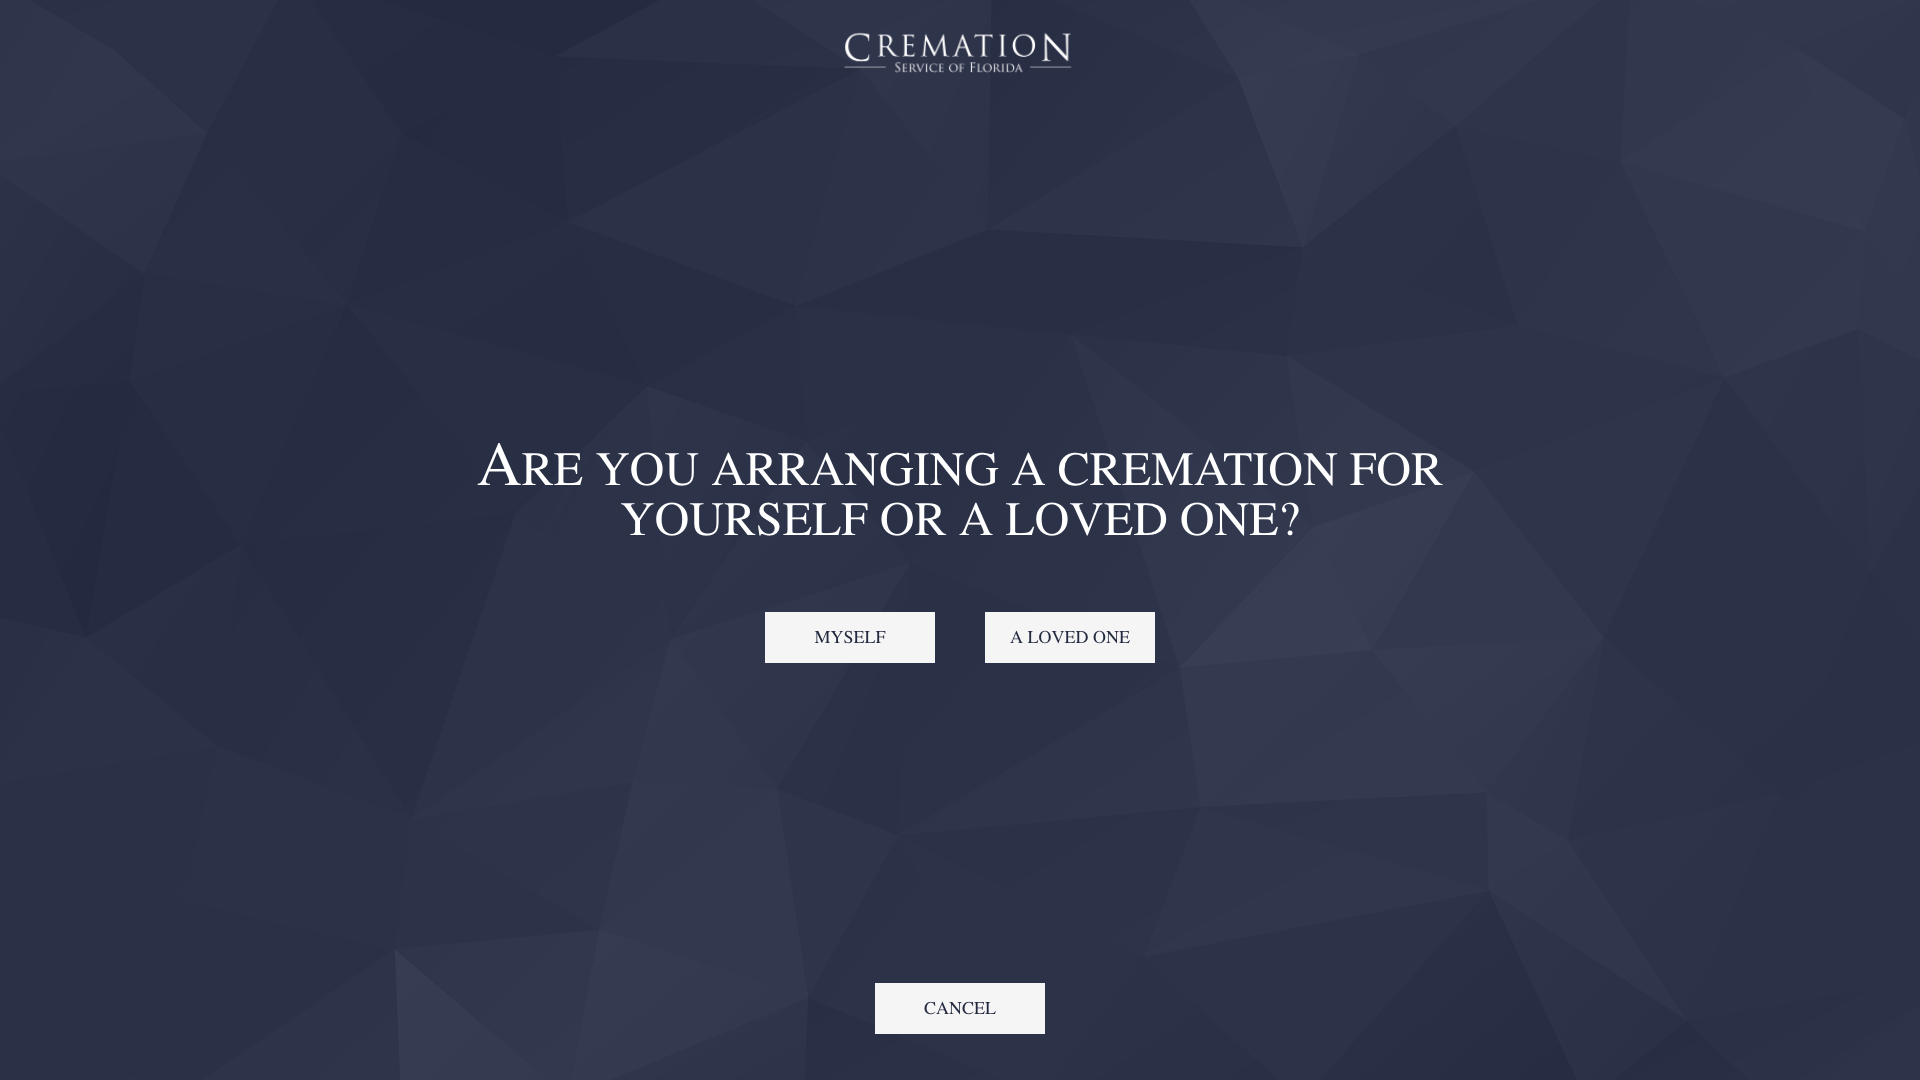 CREMATION
SERVICE OF FLORIDA
ARE YOU ARRANGING A CREMATION FOR
YOURSELF OR A LOVED ONE?
MYSELF
A LOVED ONE
CANCEL